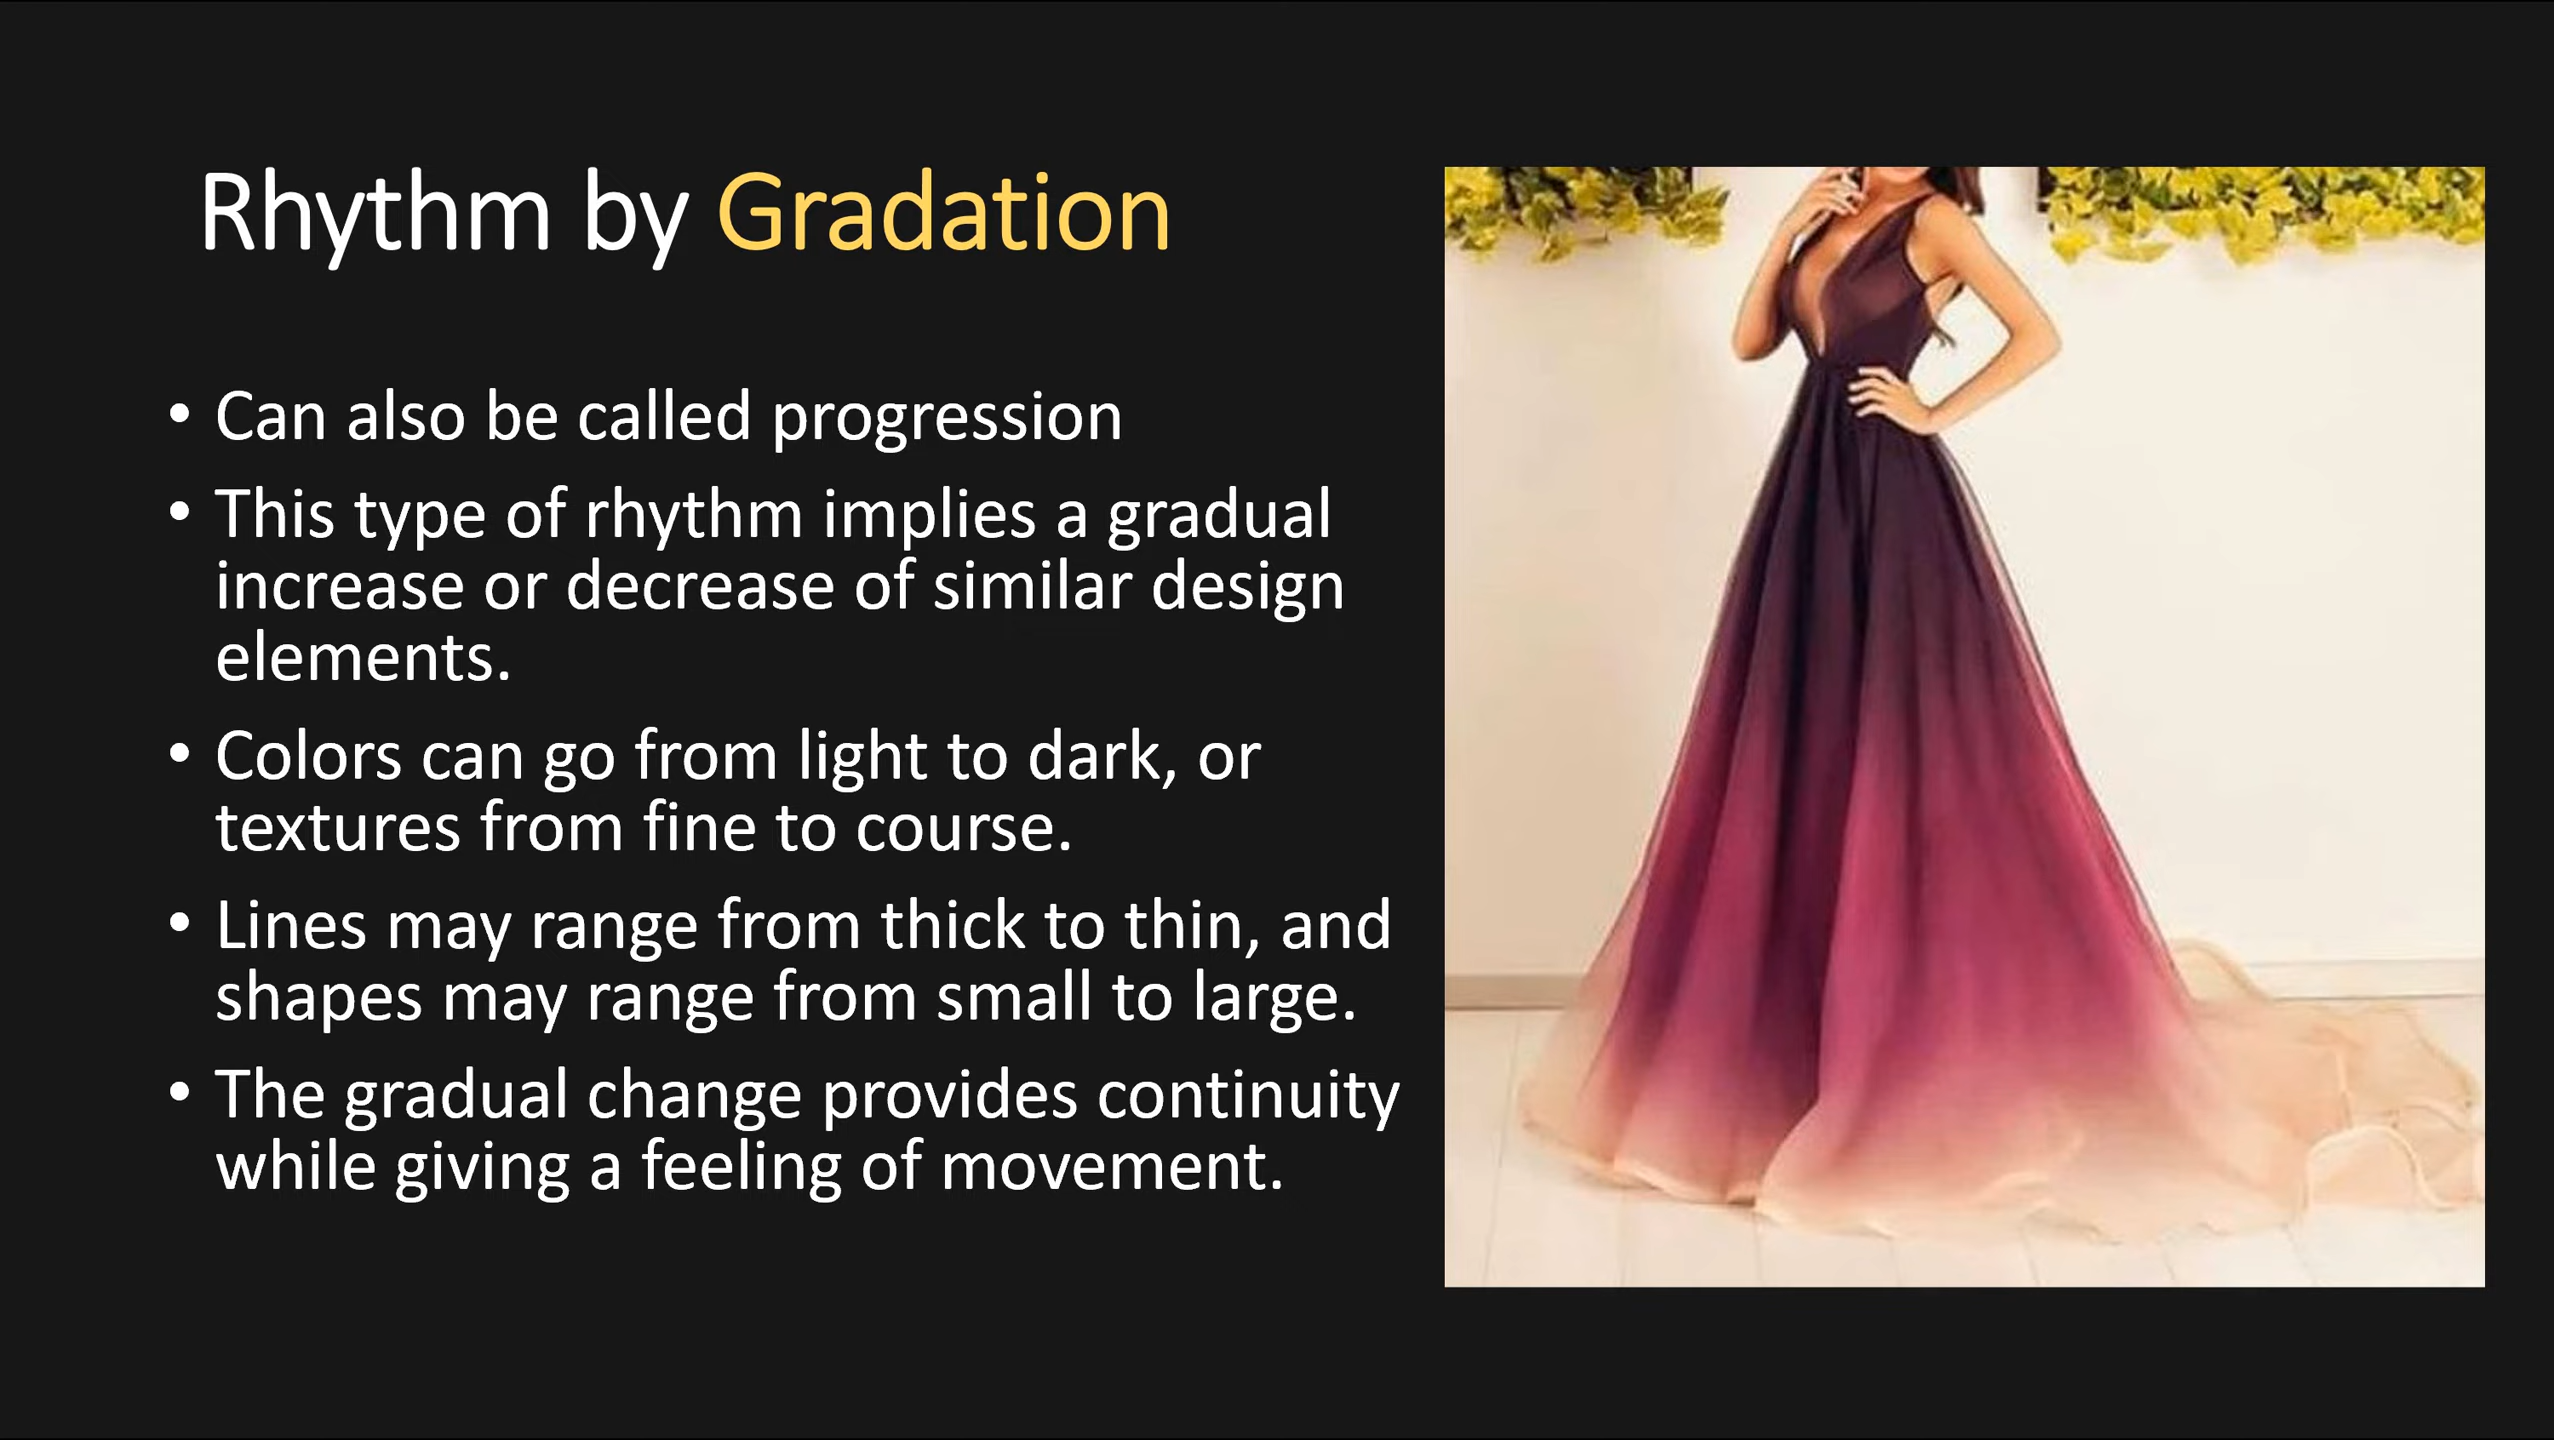 Rhythm by Gradation
• Can also be called progression
• This type of rhythm implies a gradual
increase or decrease of similar design
elements.
• Colors can go from light to dark, or
textures from fine to course.
• Lines may range from thick to thin, and
shapes may range from small to large.
• The gradual change provides continuity
while giving a feeling of movement.